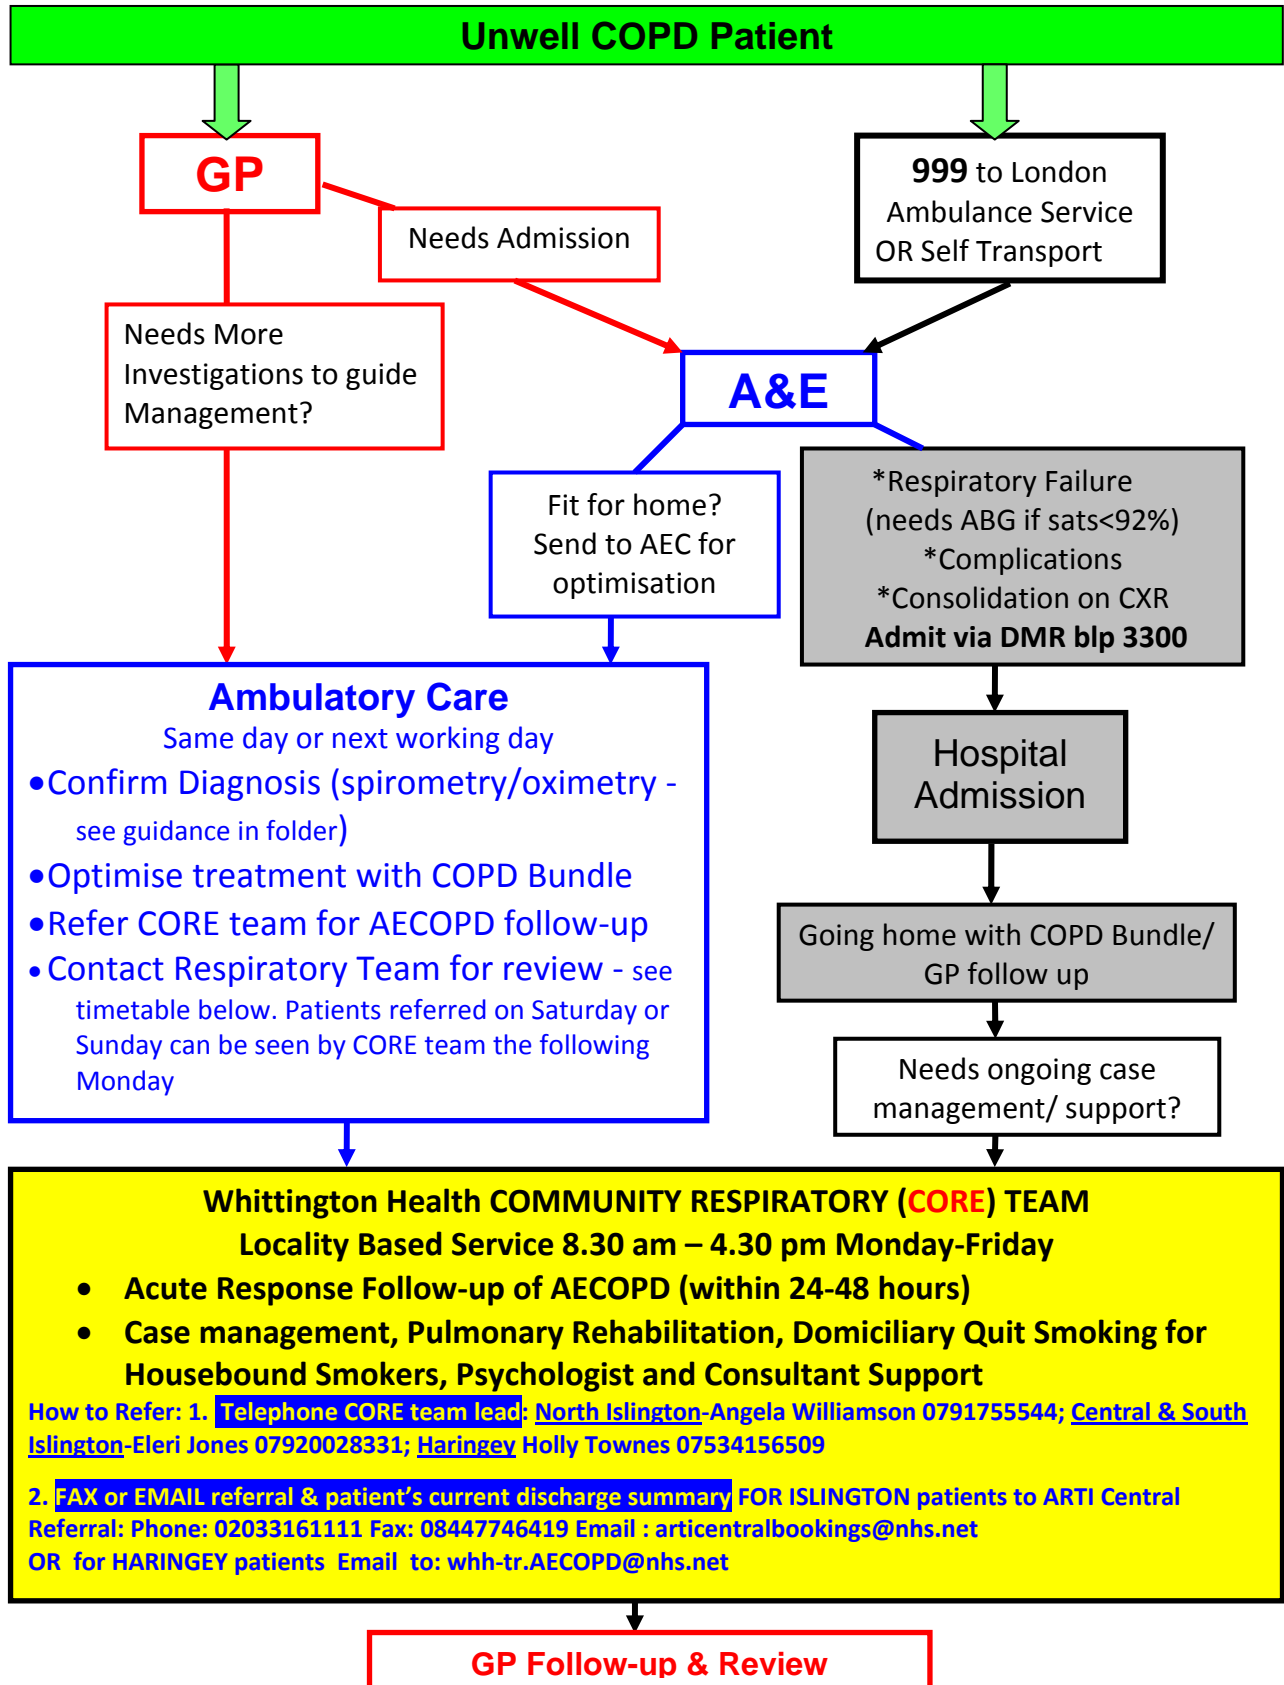 Unwell COPD Patient
GP
999 to London
Ambulance Service
OR Self Transport
Needs Admission
Needs More
Investigations to guide
Management?
A&E
Fit for home?
Send to AEC for
optimisation
*Respiratory Failure
(needs ABG if sats<92%)
*Complications
*Consolidation on CXR
Admit via DMR blp 3300
Ambulatory Care
Same day or next working day
•Confirm Diagnosis (spirometry/oximetry -
see guidance in folder)
•Optimise treatment with COPD Bundle
•Refer CORE team for AECOPD follow-up
•Contact Respiratory Team for review - see
timetable below. Patients referred on Saturday or
Sunday can be seen by CORE team the following
Monday
Hospital
Admission
Going home with COPD Bundle/
GP follow up
Needs ongoing case
management/ support?
Whittington Health COMMUNITY RESPIRATORY (CORE) TEAM
Locality Based Service 8.30 am – 4.30 pm Monday-Friday
• Acute Response Follow-up of AECOPD (within 24-48 hours)
• Case management, Pulmonary Rehabilitation, Domiciliary Quit Smoking for
Housebound Smokers, Psychologist and Consultant Support
How to Refer: 1. Telephone CORE team lead: North Islington-Angela Williamson 0791755544; Central & South
Islington-Eleri Jones 07920028331; Haringey Holly Townes 07534156509
2. FAX or EMAIL referral & patient's current discharge summary FOR ISLINGTON patients to ARTI Central
Referral: Phone: 02033161111 Fax: 08447746419 Email : articentralbookings@nhs.net
OR for HARINGEY patients Email to: whh-tr.AECOPD@nhs.net
GP Follow-up & Review